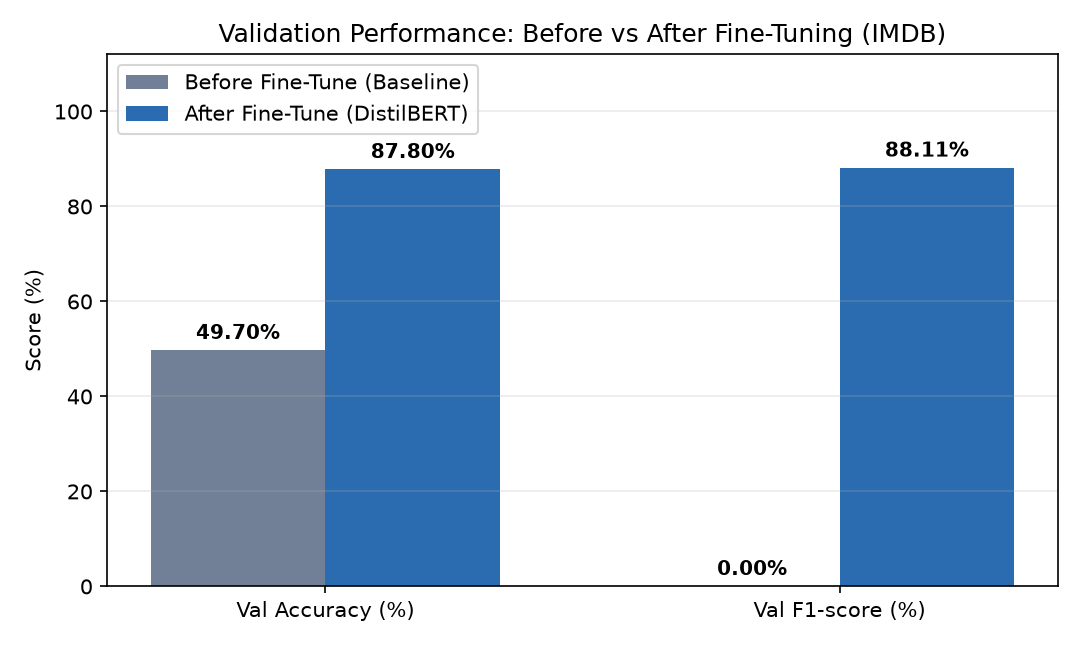 Validation Performance: Before vs After Fine-Tuning (IMDB)
Before Fine-Tune (Baseline)
After Fine-Tune (DistilBERT)
Score (%)
100
80
60
40
20
0
49.70%
87.80%
0.00%
88.11%
Val Accuracy (%)
Val F1-score (%)